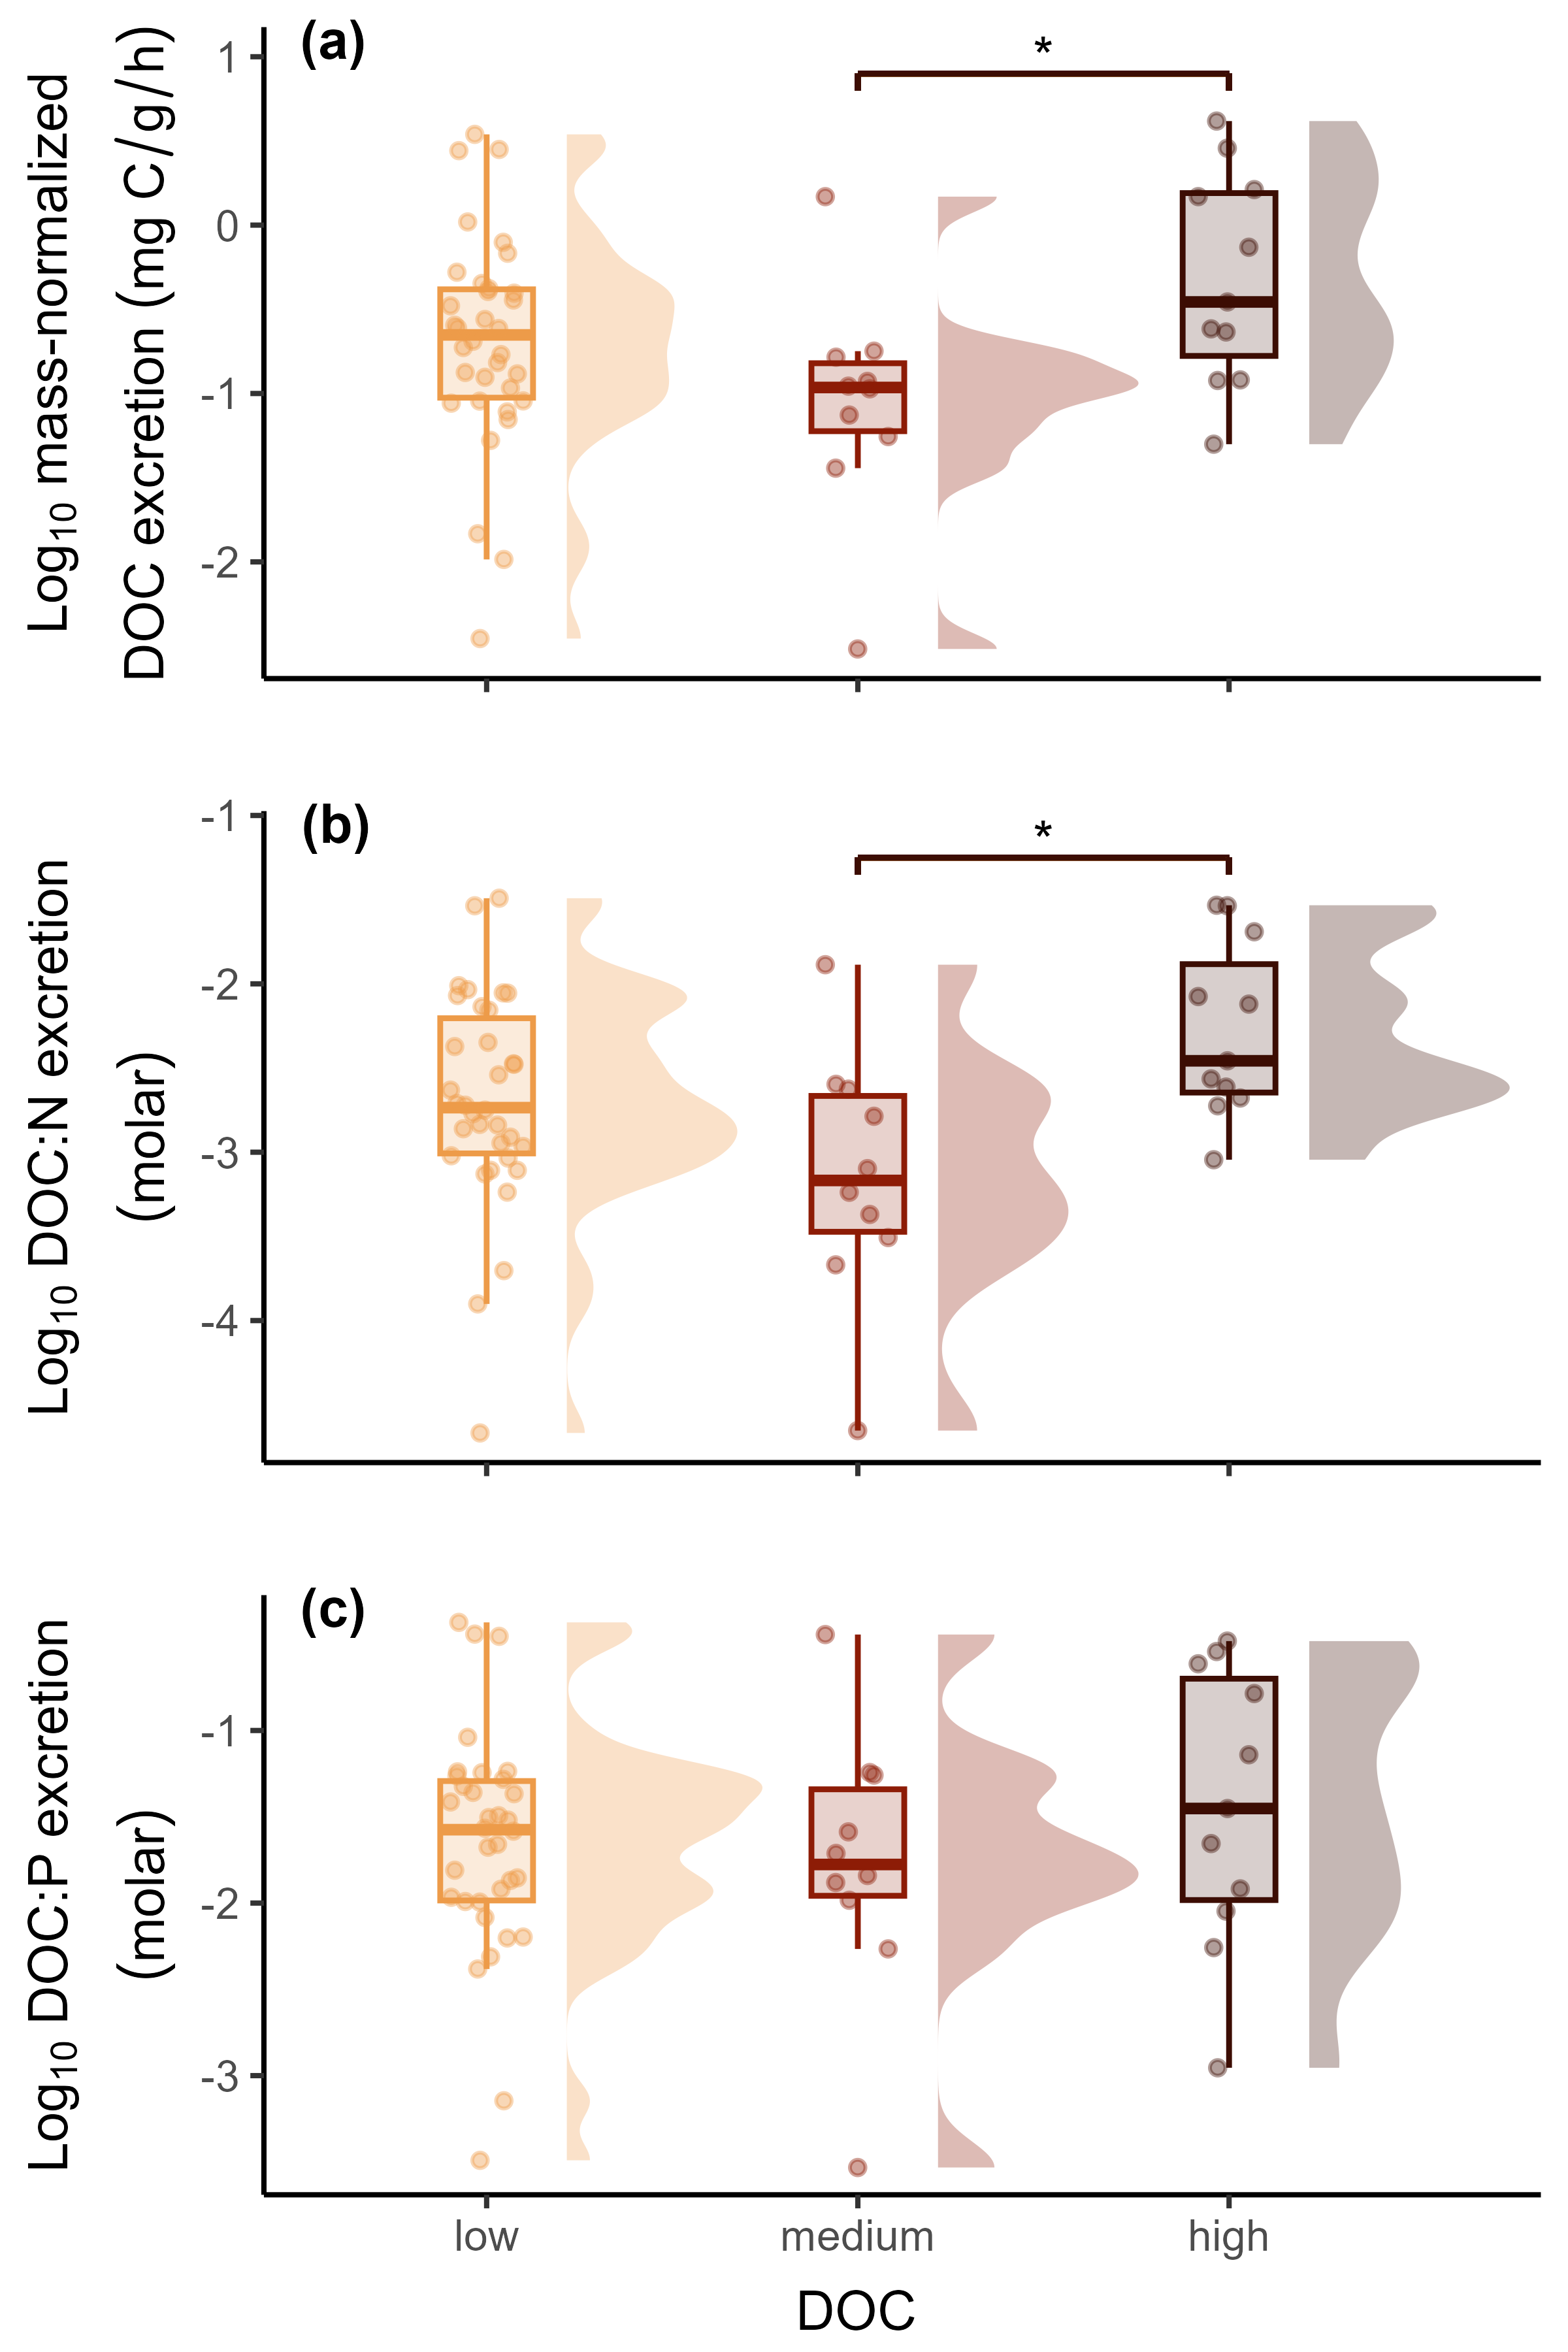 (a)
*
Log10 mass-normalized
DOC excretion (mg C/g/h)
1
0
-1
-2
(b)
*
Log10 DOC:N excretion
(molar)
-1
-2
-3
-4
(c)
Log10 DOC:P excretion
(molar)
-1
-2
-3
low medium high
DOC